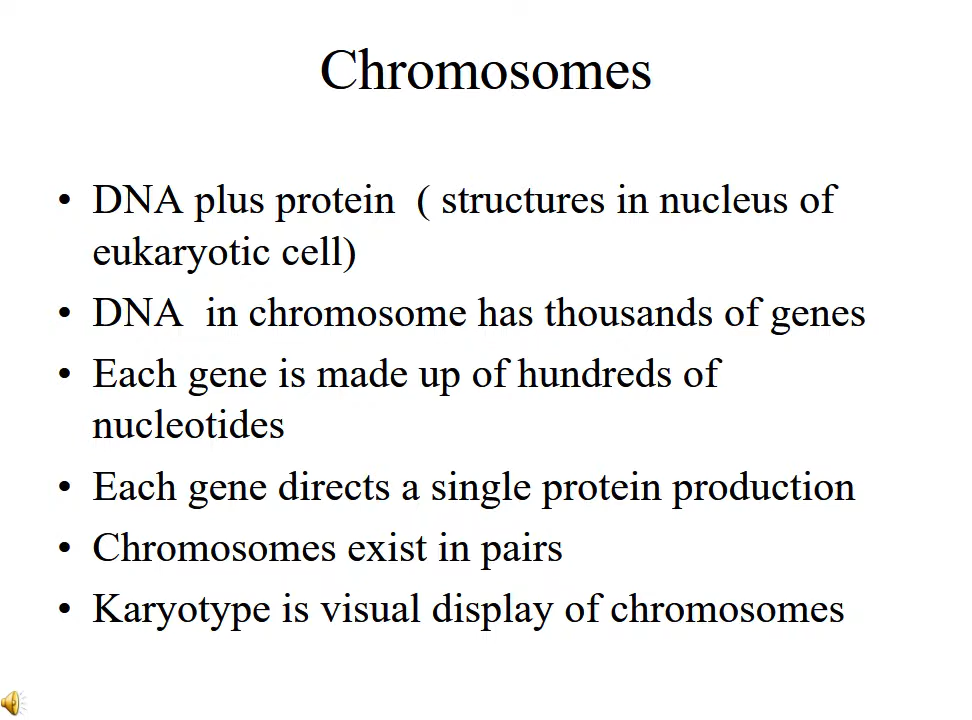 Chromosomes
• DNA plus protein  ( structures in nucleus of
eukaryotic cell)
• DNA  in chromosome has thousands of genes
• Each gene is made up of hundreds of
nucleotides
• Each gene directs a single protein production
• Chromosomes exist in pairs
• Karyotype is visual display of chromosomes